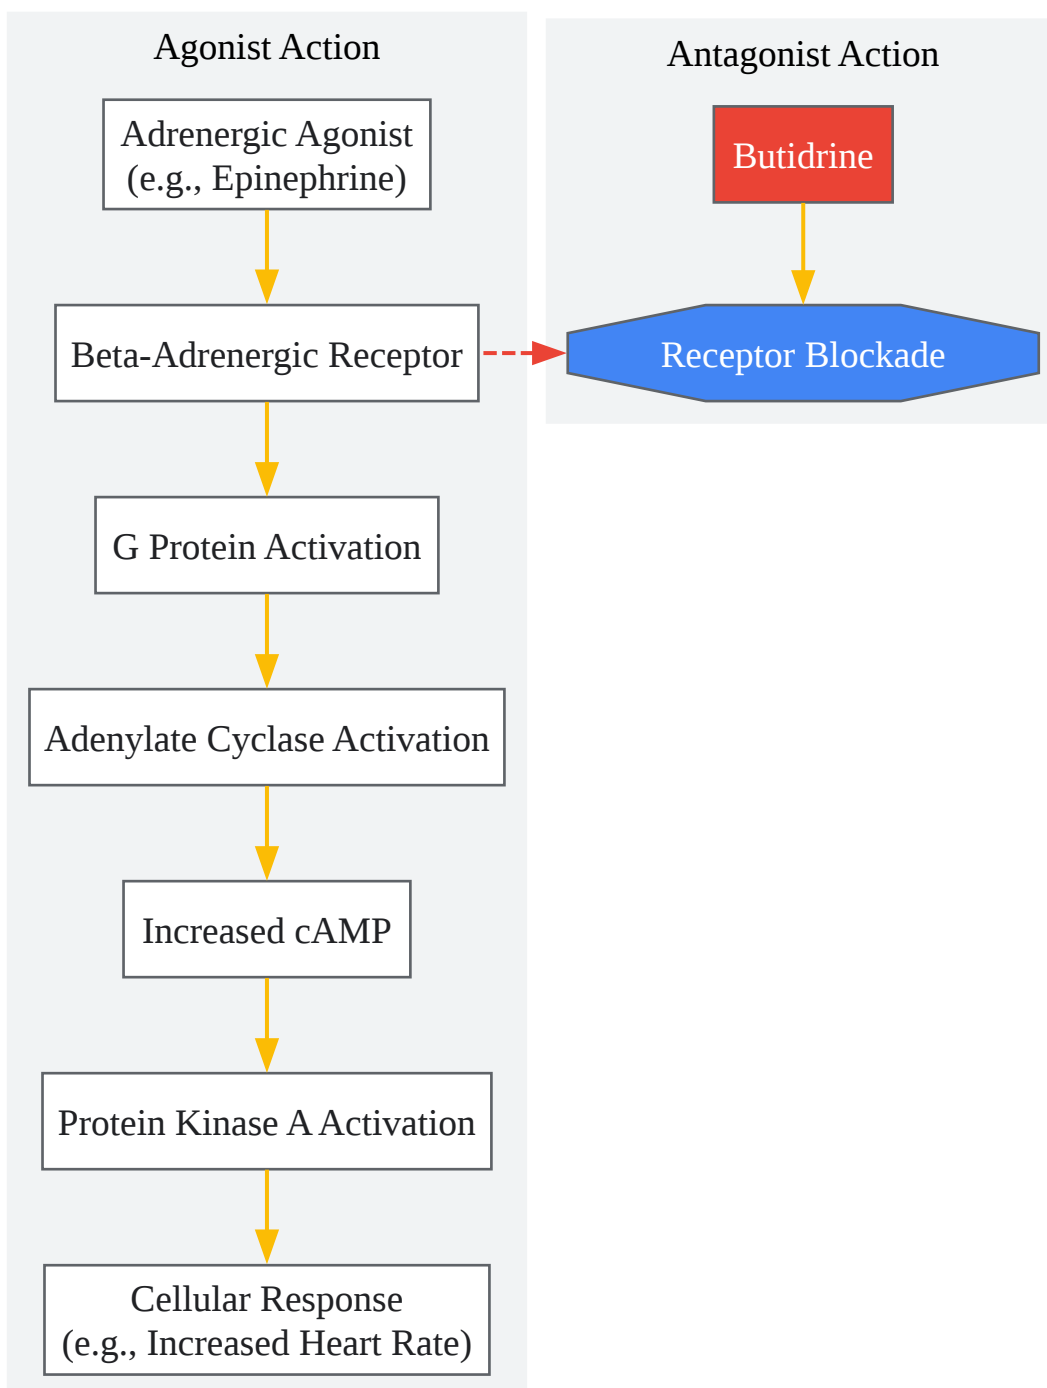 Agonist Action
Adrenergic Agonist
(e.g., Epinephrine)
Beta-Adrenergic Receptor
G Protein Activation
Adenylate Cyclase Activation
Increased cAMP
Protein Kinase A Activation
Cellular Response
(e.g., Increased Heart Rate)
Antagonist Action
Butidrine
Receptor Blockade